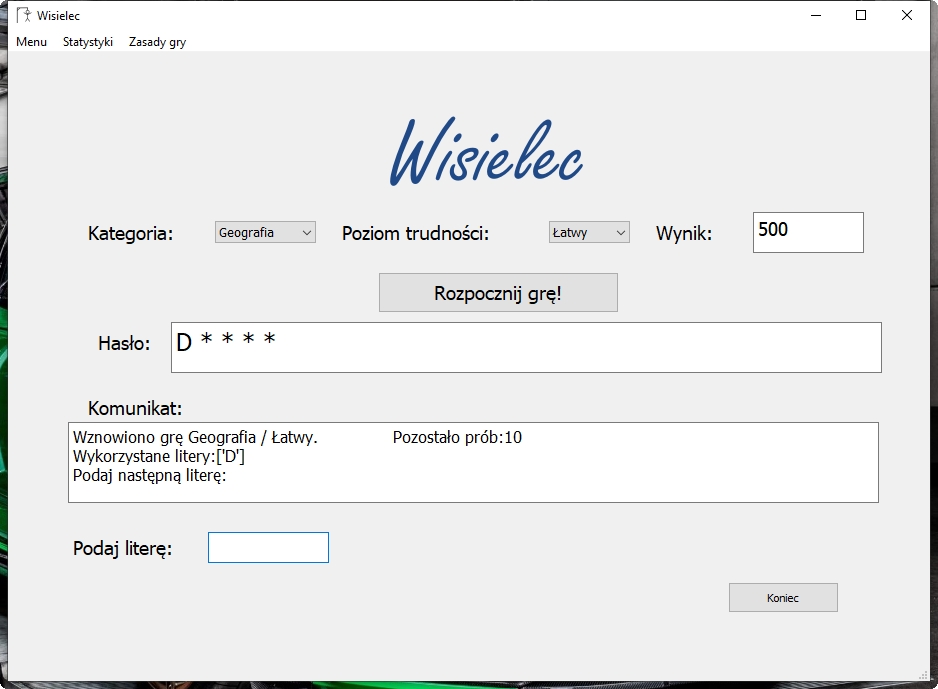 Wisielec
Menu Statystyki Zasady gry
Wisielec
Kategoria: Geografia Poziom trudności: Łatwy Wynik: 500
Rozpocznij grę!
Hasło: D * * * *
Komunikat:
Wznowiono grę Geografia / Łatwy. Pozostało prób:10
Wykorzystane litery:['D']
Podaj następną literę:
Podaj literę:
Koniec